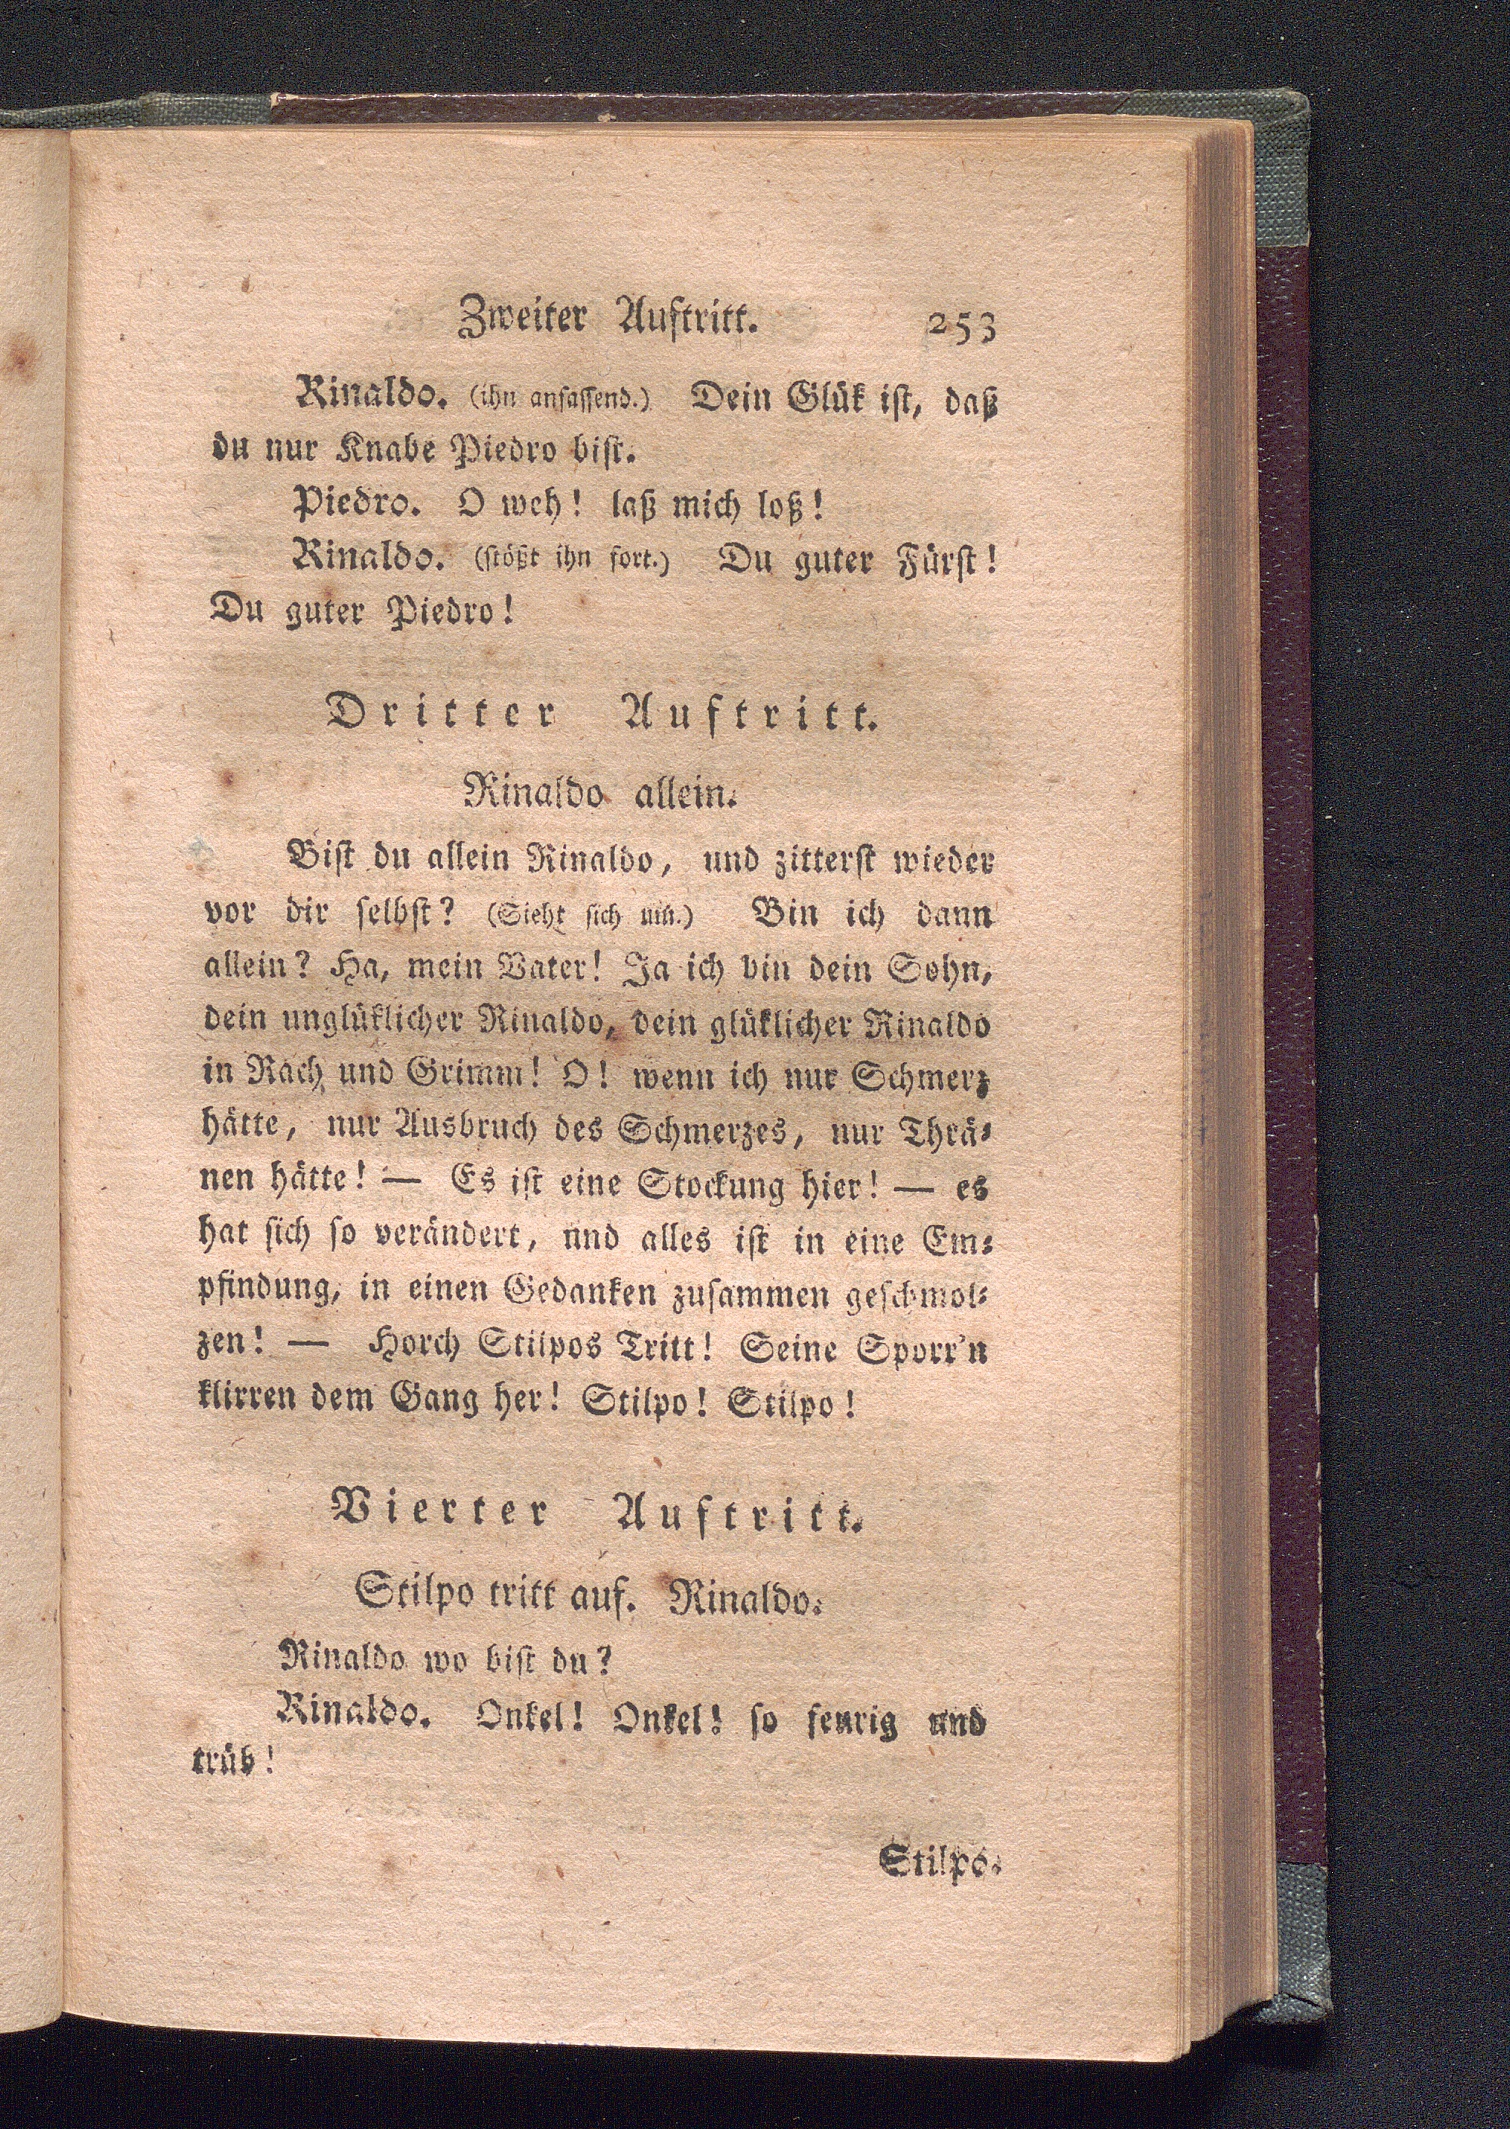 Zweiter Auftritt. 253
Rinaldo. (ihn anfaſſend.) Dein Glük iſt, daß
du nur Knabe Piedro biſt.
Piedro. O weh! laß mich loß!
Rinaldo. (ſtößt ihn fort.) Du guter Fürſt!
Du guter Piedro!
Dritter Auftritt.
Rinaldo allein.
Biſt du allein Rinaldo, und zitterſt wieder
vor dir ſelbſt? (Sieht ſich um.) Bin ich dann
allein? Ha, mein Vater! Ja ich bin dein Sohn,
dein unglüklicher Rinaldo, dein glüklicher Rinaldo
in Rach und Grimm! O! wenn ich nur Schmerz
hätte, nur Ausbruch des Schmerzes, nur Thrä⸗
nen hätte! — Es iſt eine Stockung hier! — es
hat ſich ſo verändert, und alles iſt in eine Em⸗
pfindung, in einen Gedanken zuſammen geſchmol⸗
zen! — Horch Stilpos Tritt! Seine Sporr'n
klirren dem Gang her! Stilpo! Stilpo!
Vierter Auftritt.
Stilpo tritt auf. Rinaldo.
Rinaldo wo biſt du?
Rinaldo. Onkel! Onkel! ſo feurig und
trüb!
Stilpo.